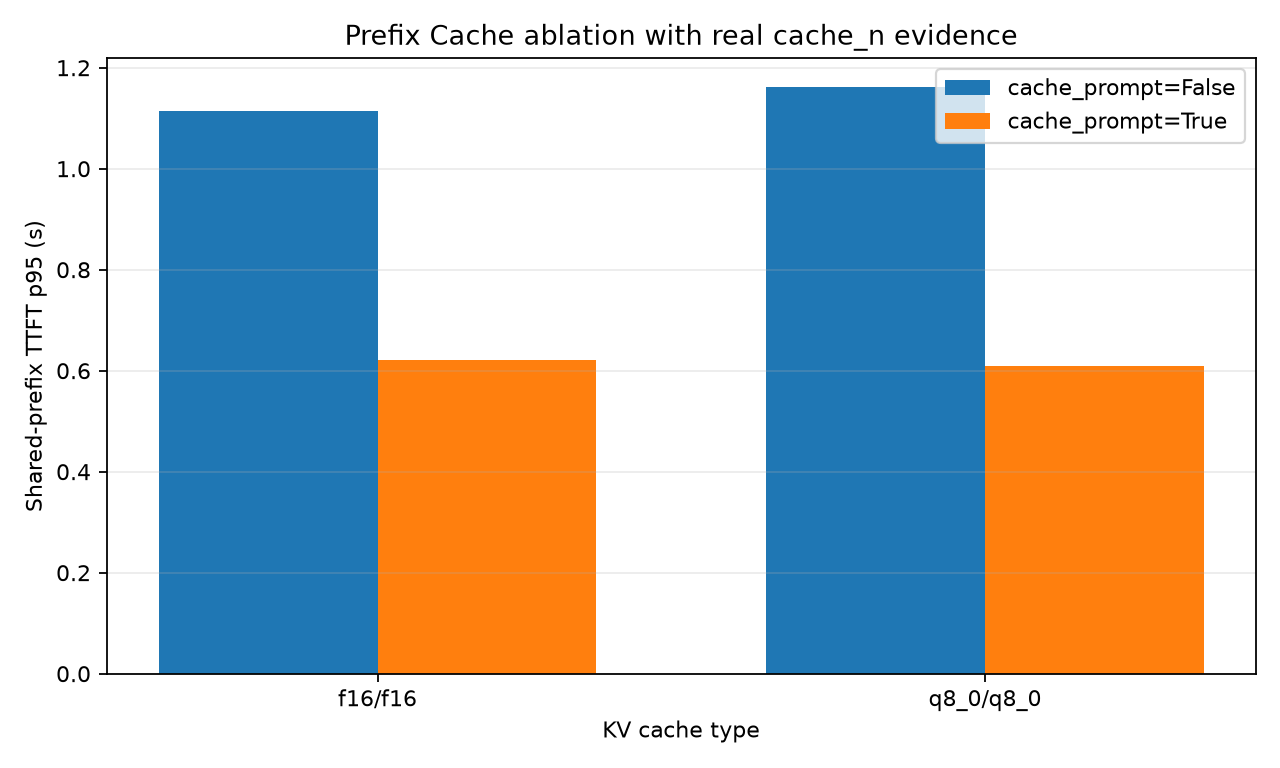 Prefix Cache ablation with real cache_n evidence
cache_prompt=False
cache_prompt=True
Shared-prefix TTFT p95 (s)
1.2
1.0
0.8
0.6
0.4
0.2
0.0
f16/f16
q8_0/q8_0
KV cache type